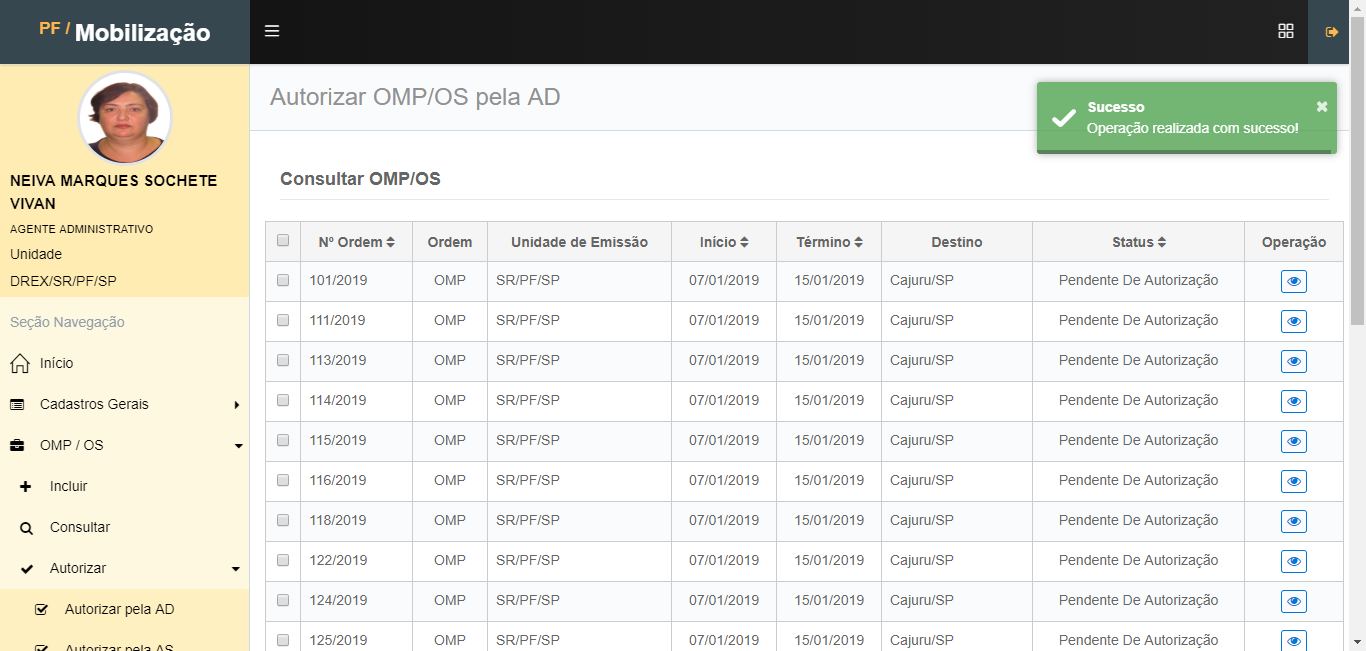 PF / Mobilização
NEIVA MARQUES SOCHETE
VIVAN
AGENTE ADMINISTRATIVO
Unidade
DREX/SR/PF/SP
Seção Navegação
Início
Cadastros Gerais
OMP / OS
Incluir
Consultar
Autorizar
Autorizar pela AD
Autorizar pela AS
Autorizar OMP/OS pela AD
Sucesso
Operação realizada com sucesso!
Consultar OMP/OS
Nº Ordem Ordem Unidade de Emissão Início Término Destino Status Operação
101/2019 OMP SR/PF/SP 07/01/2019 15/01/2019 Cajuru/SP Pendente De Autorização
111/2019 OMP SR/PF/SP 07/01/2019 15/01/2019 Cajuru/SP Pendente De Autorização
113/2019 OMP SR/PF/SP 07/01/2019 15/01/2019 Cajuru/SP Pendente De Autorização
114/2019 OMP SR/PF/SP 07/01/2019 15/01/2019 Cajuru/SP Pendente De Autorização
115/2019 OMP SR/PF/SP 07/01/2019 15/01/2019 Cajuru/SP Pendente De Autorização
116/2019 OMP SR/PF/SP 07/01/2019 15/01/2019 Cajuru/SP Pendente De Autorização
118/2019 OMP SR/PF/SP 07/01/2019 15/01/2019 Cajuru/SP Pendente De Autorização
122/2019 OMP SR/PF/SP 07/01/2019 15/01/2019 Cajuru/SP Pendente De Autorização
124/2019 OMP SR/PF/SP 07/01/2019 15/01/2019 Cajuru/SP Pendente De Autorização
125/2019 OMP SR/PF/SP 07/01/2019 15/01/2019 Cajuru/SP Pendente De Autorização